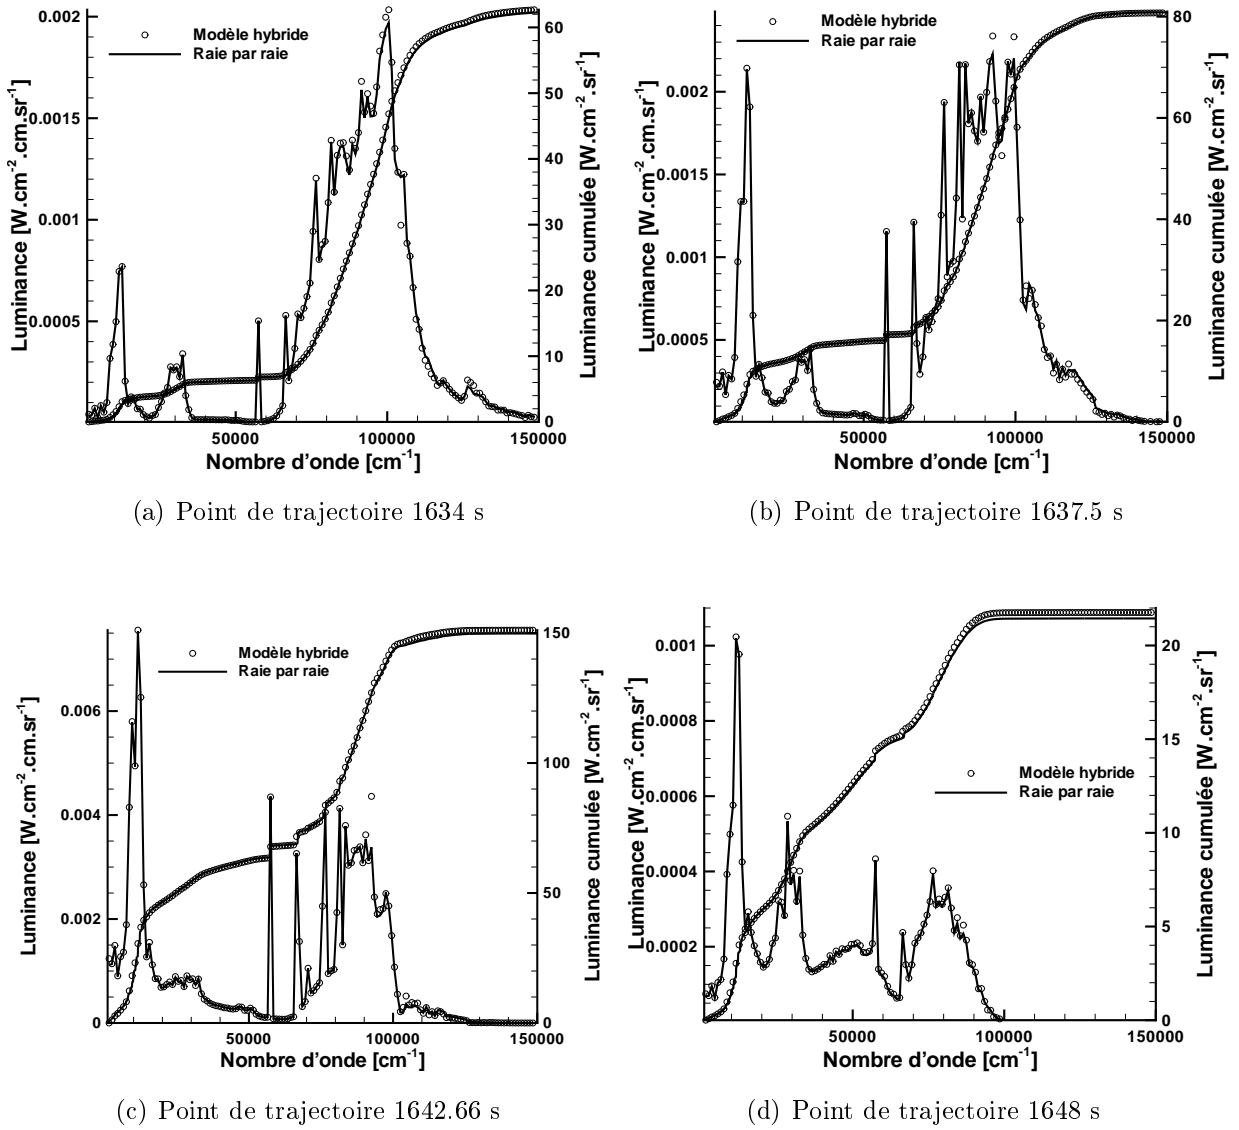 Modèle hybride
Raie par raie
Luminance [W.cm⁻².cm.sr⁻¹]
0.002
0.0015
0.001
0.0005
Luminance cumulée [W.cm⁻².sr⁻¹]
60
50
40
30
20
10
0
50000 100000 150000
Nombre d'onde [cm⁻¹]
(a) Point de trajectoire 1634 s
Modèle hybride
Raie par raie
Luminance [W.cm⁻².cm.sr⁻¹]
0.002
0.0015
0.001
0.0005
Luminance cumulée [W.cm⁻².sr⁻¹]
80
60
40
20
0
50000 100000 150000
Nombre d'onde [cm⁻¹]
(b) Point de trajectoire 1637.5 s
Modèle hybride
Raie par raie
Luminance [W.cm⁻².cm.sr⁻¹]
0.006
0.004
0.002
0
Luminance cumulée [W.cm⁻².sr⁻¹]
150
100
50
0
50000 100000 150000
Nombre d'onde [cm⁻¹]
(c) Point de trajectoire 1642.66 s
Modèle hybride
Raie par raie
Luminance [W.cm⁻².cm.sr⁻¹]
0.001
0.0008
0.0006
0.0004
0.0002
Luminance cumulée [W.cm⁻².sr⁻¹]
20
15
10
5
0
50000 100000 150000
Nombre d'onde [cm⁻¹]
(d) Point de trajectoire 1648 s